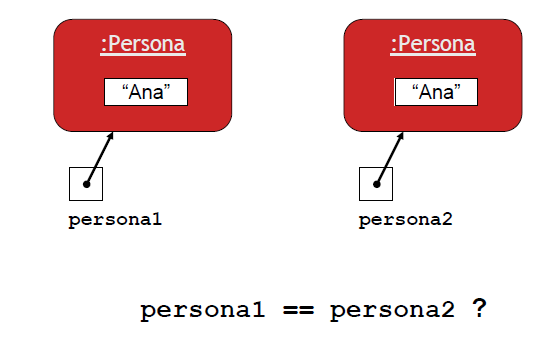 :Persona :Persona
“Ana” “Ana”
persona1 persona2
persona1 == persona2 ?